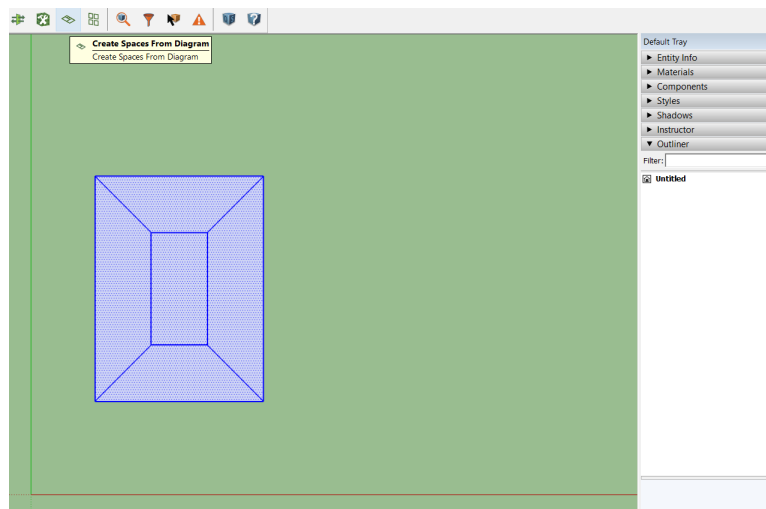 Create Spaces From Diagram
Create Spaces From Diagram
Default Tray
Entity Info
Materials
Components
Styles
Shadows
Instructor
Outliner
Filter:
Untitled